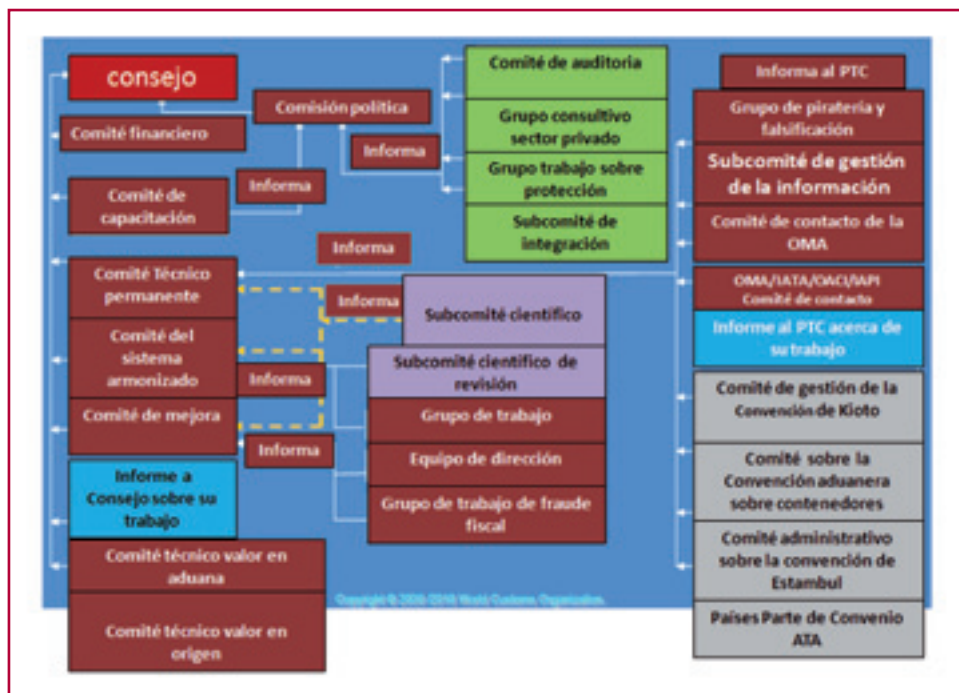 consejo
Comisión política
Comité financiero
Informa
Informa
Comité de
capacitación
Informa
Comité de auditoria
Grupo consultivo
sector privado
Grupo trabajo sobre
protección
Subcomité de
integración
Informa al PTC
Grupo de piratería y
falsificación
Subcomité de gestión
de la información
Comité de contacto de la
OMA
OMA/IATA/OACI/IAPI
Comité de contacto
Informe al PTC acerca de
su trabajo
Comité de gestión de la
Convención de Kioto
Comité sobre la
Convención aduanera
sobre contenedores
Comité administrativo
sobre la convención de
Estambul
Países Parte de Convenio
ATA
Comité Técnico
permanente
Comité del
sistema
armonizado
Comité de mejora
Informa
Informa
Informa
Subcomité científico
Subcomité científico de
revisión
Grupo de trabajo
Equipo de dirección
Grupo de trabajo de fraude
fiscal
Informe a
Consejo sobre su
trabajo
Comité técnico valor en
aduana
Comité técnico valor en
origen
Copyright © World Customs Organization.